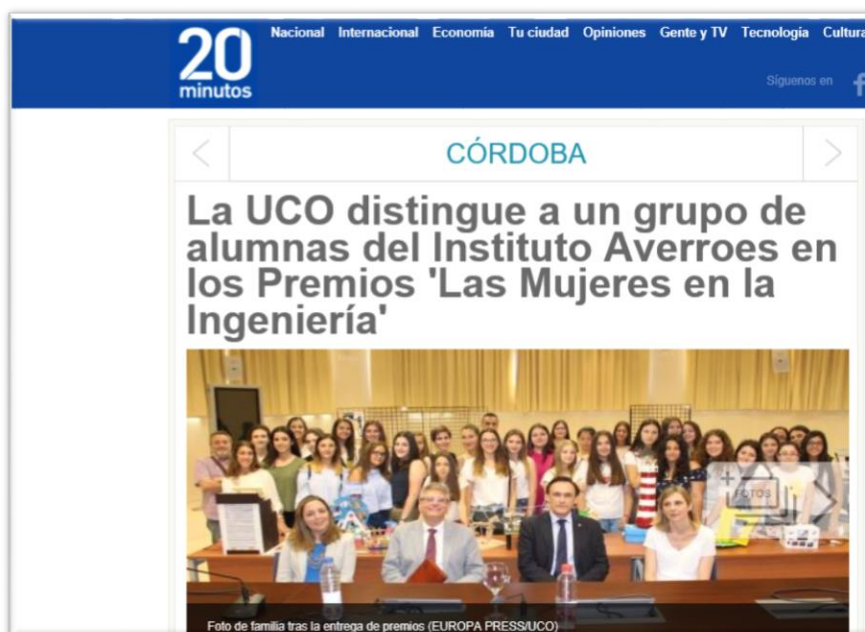 20
minutos
Nacional Internacional Economía Tu ciudad Opiniones Gente y TV Tecnología Cultura
Síguenos en
CÓRDOBA
La UCO distingue a un grupo de
alumnas del Instituto Averroes en
los Premios 'Las Mujeres en la
Ingeniería'
+
FOTOS
Foto de familia tras la entrega de premios (EUROPA PRESS/UCO)